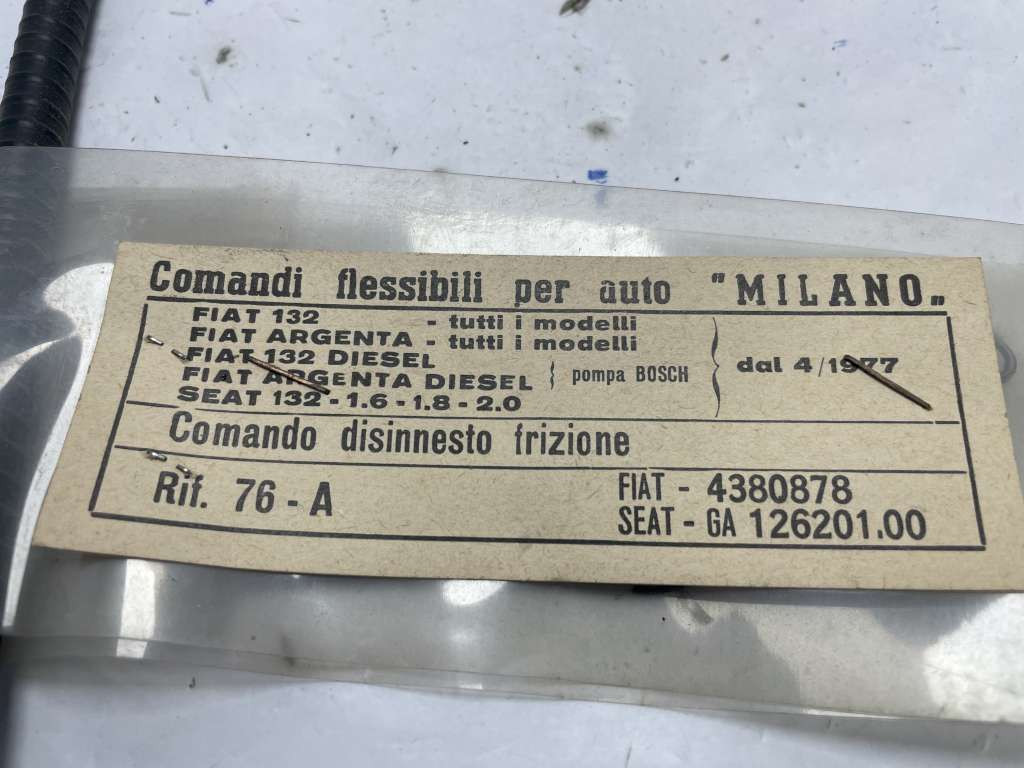 Comandi flessibili per auto "MILANO„
FIAT 132 - tutti i modelli
FIAT ARGENTA - tutti i modelli
FIAT 132 DIESEL
FIAT ARGENTA DIESEL } pompa BOSCH } dal 4/1977
SEAT 132 - 1.6 - 1.8 - 2.0
Comando disinnesto frizione
Rif. 76 - A
FIAT - 4380878
SEAT - GA 126201.00